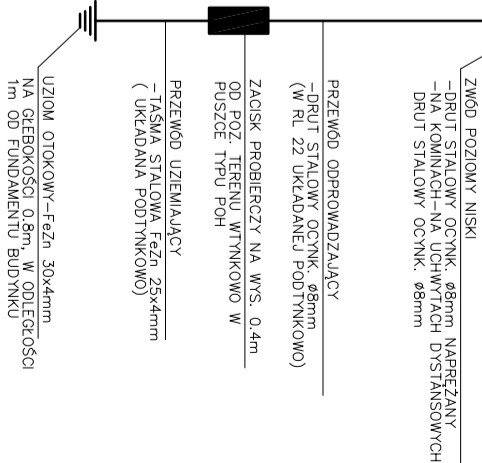 ZWÓD POZIOMY NISKI
-DRUT STALOWY OCYNK. ø8mm NAPRĘŻANY
-NA KOMINACH-NA UCHWYTACH DYSTANSOWYCH
DRUT STALOWY OCYNK. ø8mm
PRZEWÓD ODPROWADZAJĄCY
-DRUT STALOWY OCYNK. ø8mm
(W RL 22 UKŁADANEJ PODTYNKOWO)
ZACISK PROBIERCZY NA WYS. 0.4m
OD POZ. TERENU WTYNKOWO W
PUSZCE TYPU POH
PRZEWÓD UZIEMIAJĄCY
-TAŚMA STALOWA FeZn 25x4mm
( UKŁADANA PODTYNKOWO)
UZIOM OTOKOWY-FeZn 30x4mm
NA GŁEBOKOŚCI 0.8m, W ODLEGŁOŚCI
1m OD FUNDAMENTU BUDYNKU